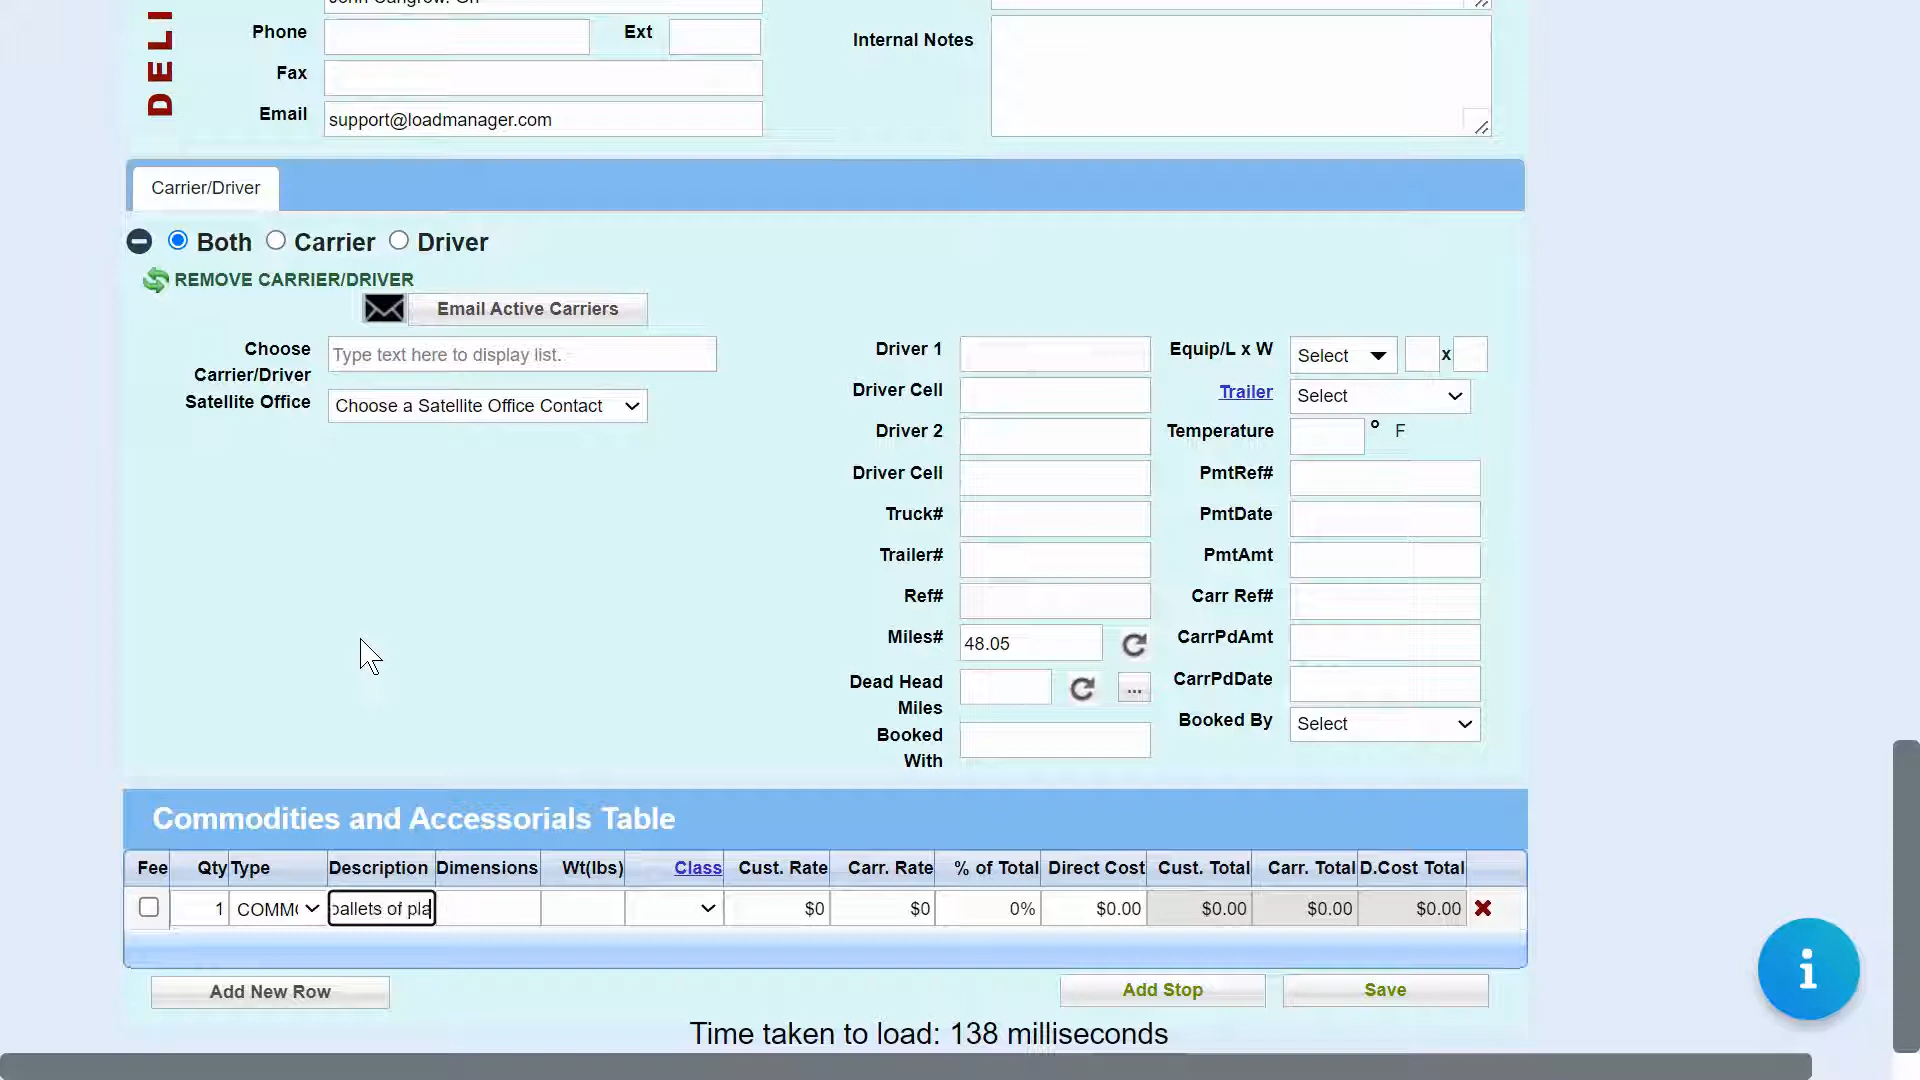 DELI
Phone
Ext
Internal Notes
Fax
Email
support@loadmanager.com
Carrier/Driver
Both
Carrier
Driver
REMOVE CARRIER/DRIVER
Email Active Carriers
Choose Carrier/Driver
Type text here to display list.
Satellite Office
Choose a Satellite Office Contact
Driver 1
Driver Cell
Driver 2
Driver Cell
Truck#
Trailer#
Ref#
Miles#
48.05
Dead Head Miles
...
Booked With
Equip/L x W
Select
x
Trailer
Select
Temperature
° F
PmtRef#
PmtDate
PmtAmt
Carr Ref#
CarrPdAmt
CarrPdDate
Booked By
Select
Commodities and Accessorials Table
Fee Qty Type Description Dimensions Wt(lbs) Class Cust. Rate Carr. Rate % of Total Direct Cost Cust. Total Carr. Total D.Cost Total
1 COMM pallets of pla $0 $0 0% $0.00 $0.00 $0.00 $0.00
Add New Row
Add Stop
Save
i
Time taken to load: 138 milliseconds